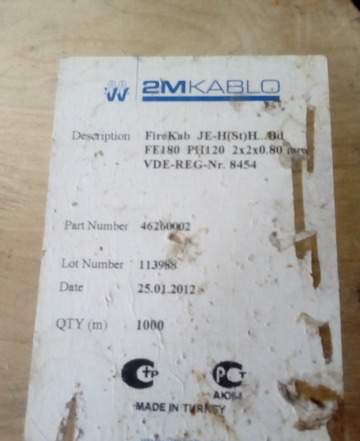 2MKABLO
Description FireKab JE-H(St)H...Bd
FE180 PH120 2x2x0.80 mm
VDE-REG-Nr. 8454
Part Number 46260002
Lot Number 113988
Date 25.01.2012
QTY (m) 1000
MADE IN TURKEY